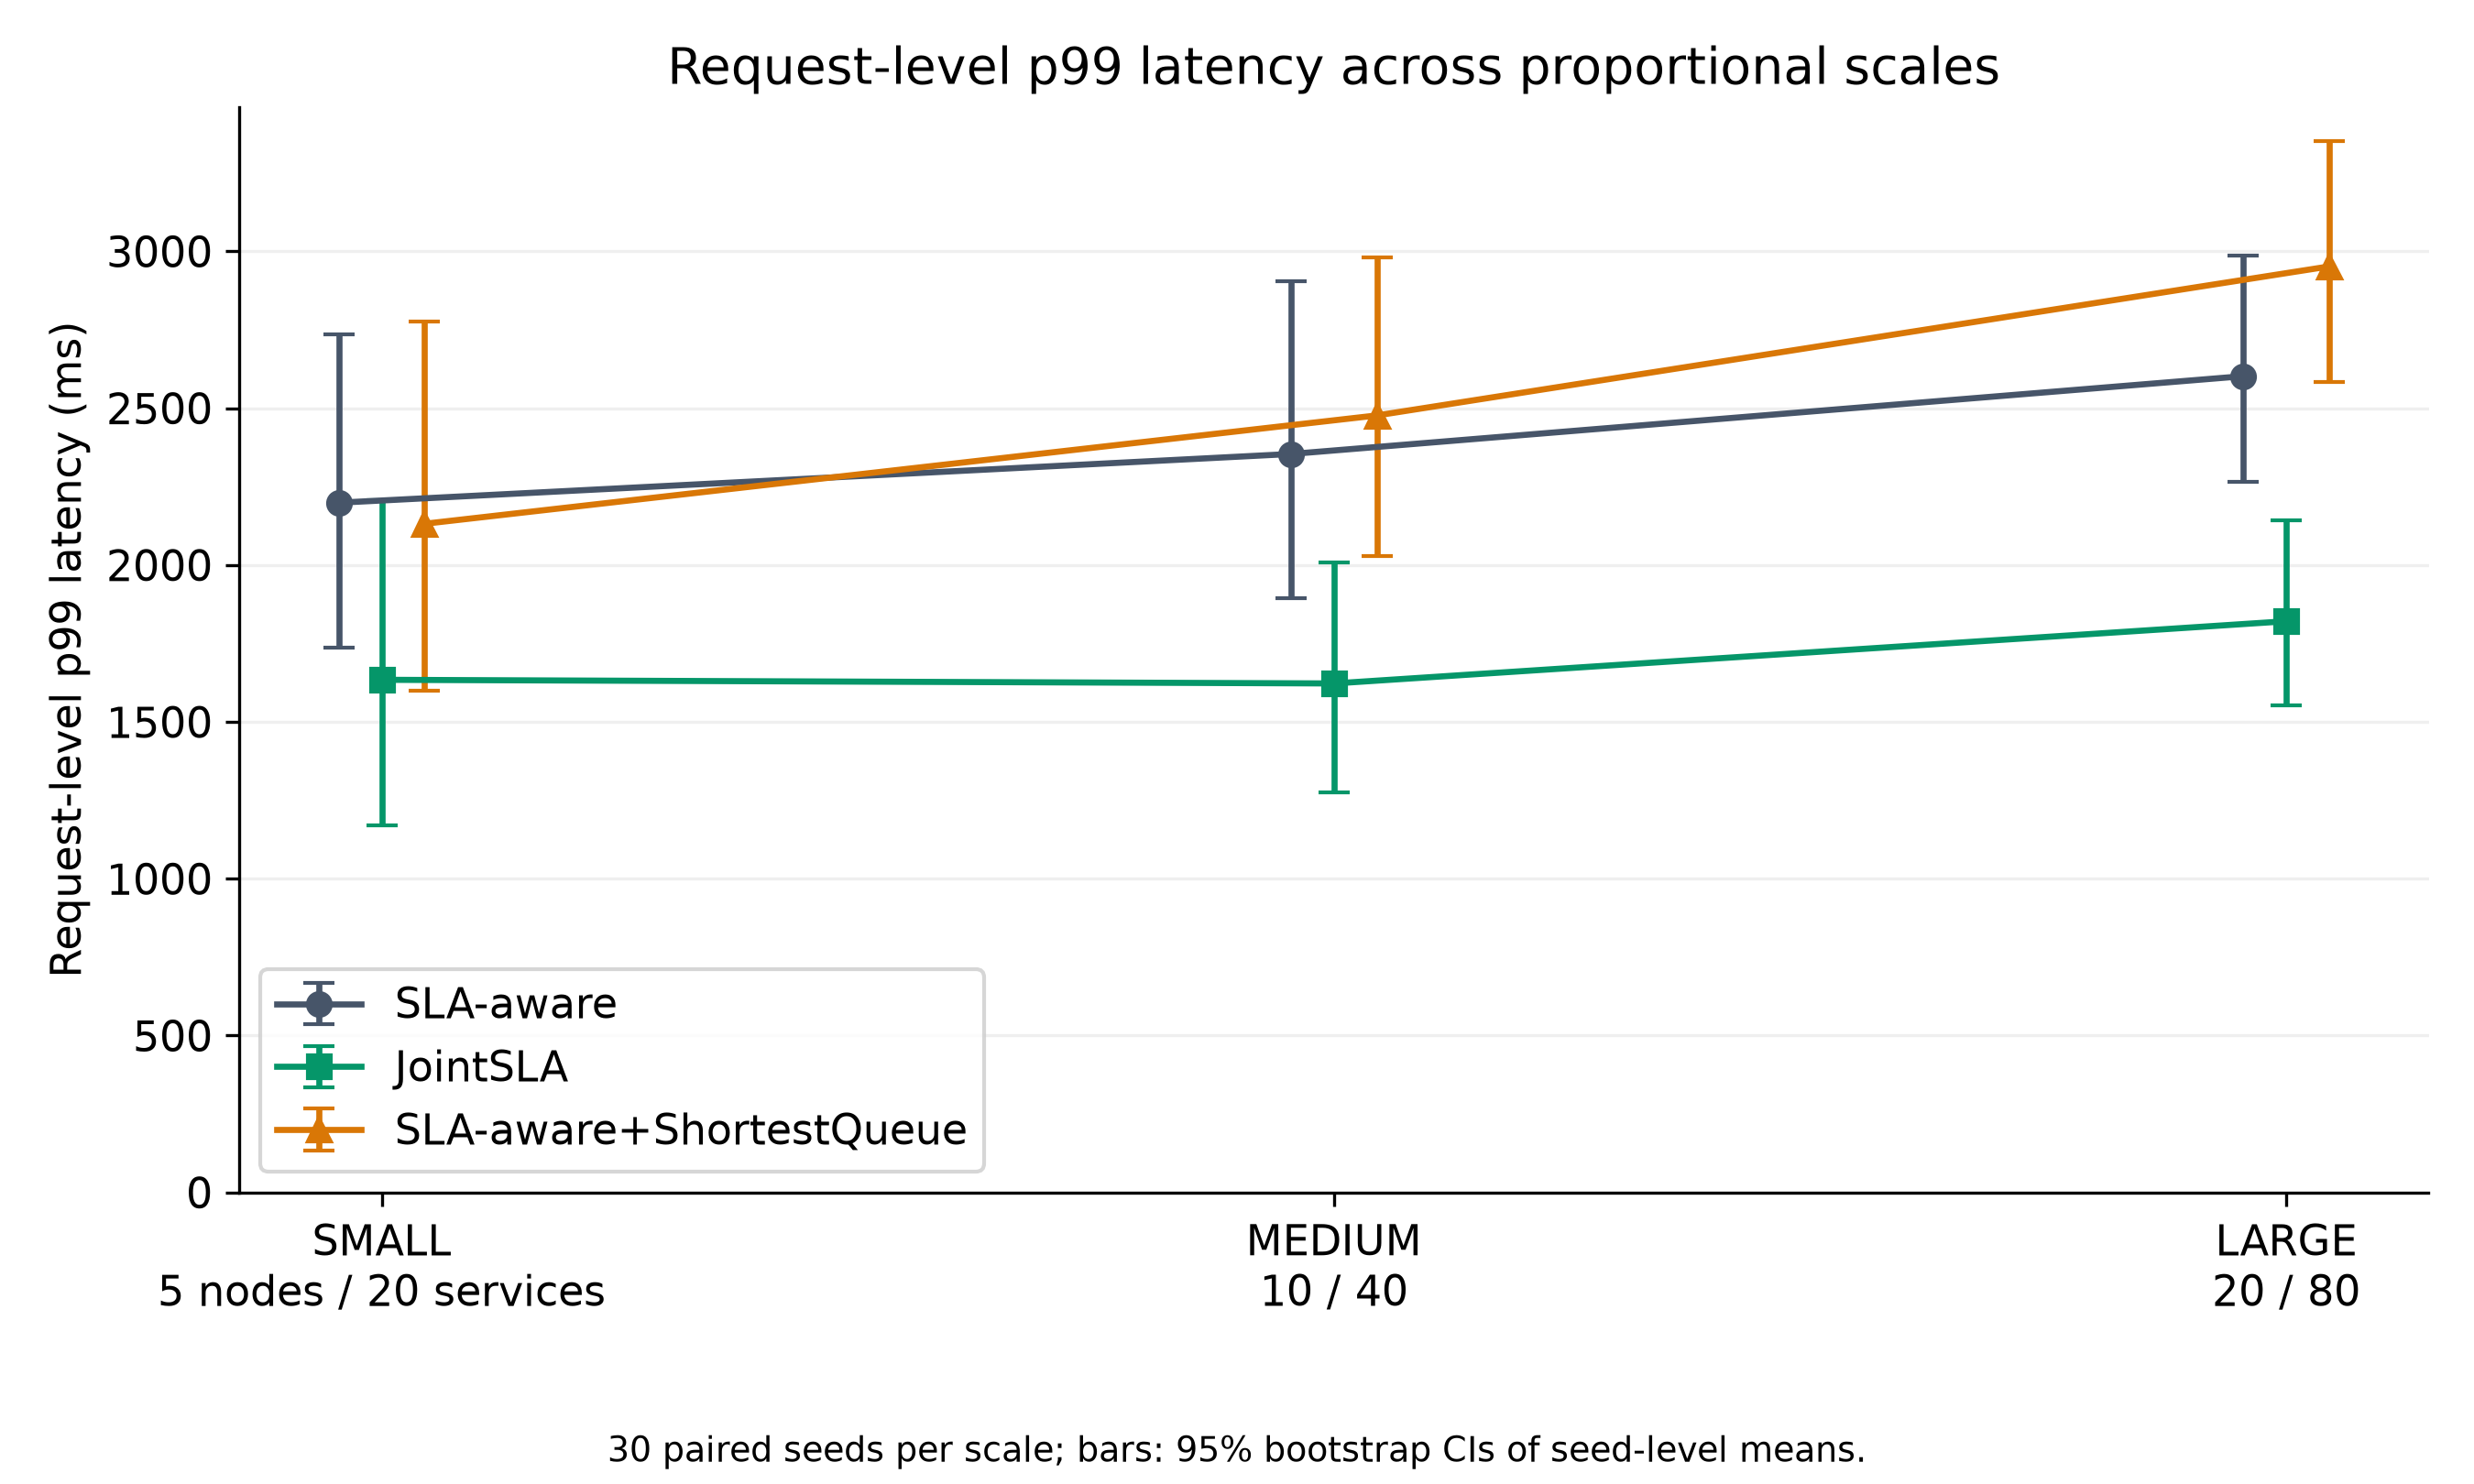 Request-level p99 latency across proportional scales
Request-level p99 latency (ms)
3000
2500
2000
1500
1000
500
0
SLA-aware
JointSLA
SLA-aware+ShortestQueue
SMALL
5 nodes / 20 services
MEDIUM
10 / 40
LARGE
20 / 80
30 paired seeds per scale; bars: 95% bootstrap CIs of seed-level means.